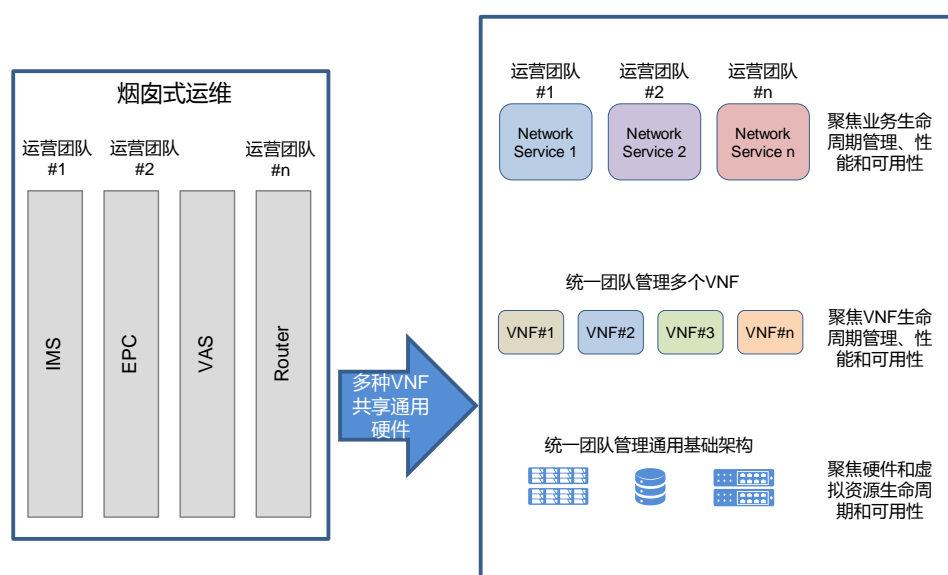 烟囱式运维
运营团队
#1
运营团队
#2
运营团队
#n
IMS
EPC
VAS
Router
多种VNF
共享通用
硬件
运营团队
#1
运营团队
#2
运营团队
#n
Network
Service 1
Network
Service 2
Network
Service n
聚焦业务生命
周期管理、性
能和可用性
统一团队管理多个VNF
VNF#1
VNF#2
VNF#3
VNF#n
聚焦VNF生命
周期管理、性
能和可用性
统一团队管理通用基础架构
聚焦硬件和虚
拟资源生命周
期和可用性